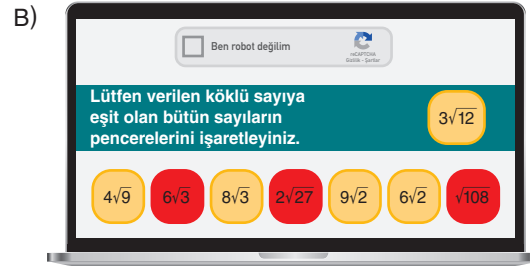 B)
Ben robot değilim
reCAPTCHA
Gizlilik - Şartlar
Lütfen verilen köklü sayıya
eşit olan bütün sayıların
pencerelerini işaretleyiniz.
3√12
4√9 6√3 8√3 2√27 9√2 6√2 √108